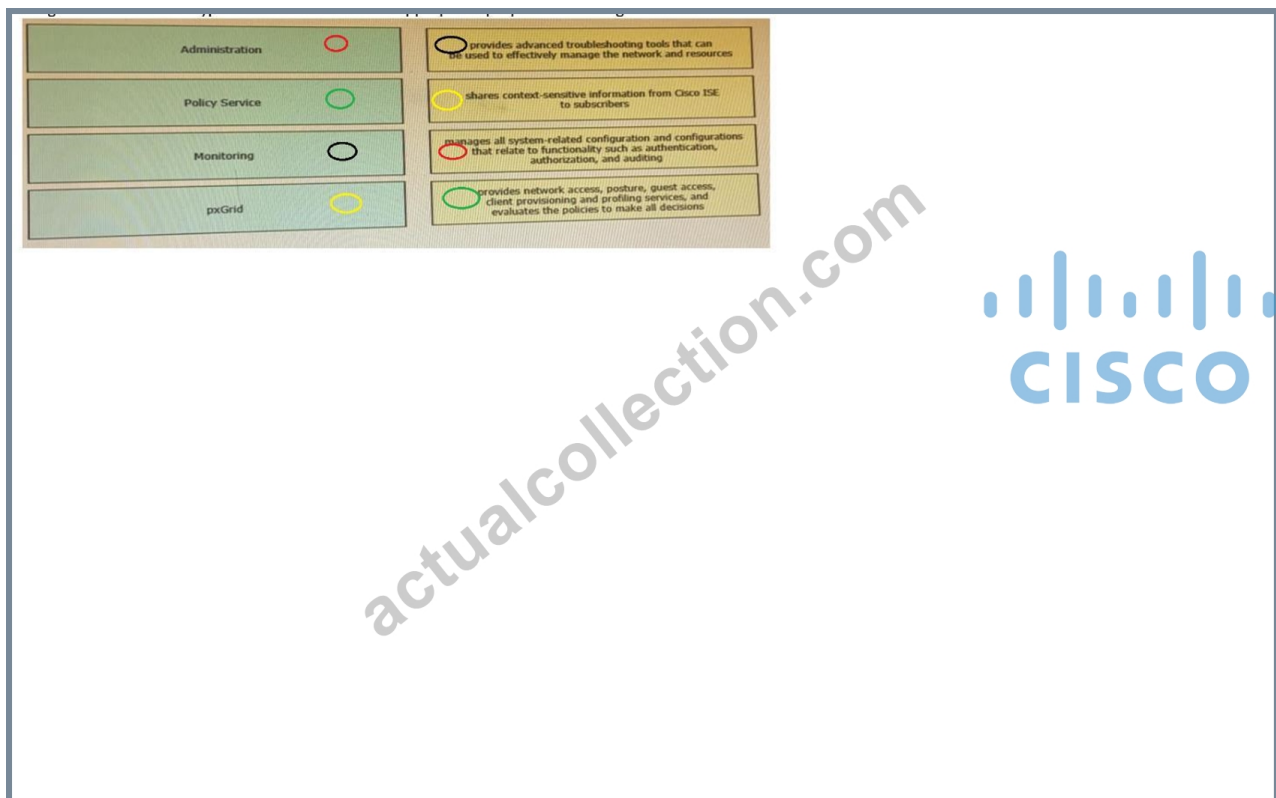 Administration
provides advanced troubleshooting tools that can
be used to effectively manage the network and resources
Policy Service
shares context-sensitive information from Cisco ISE
to subscribers
Monitoring
manages all system-related configuration and configurations
that relate to functionality such as authentication,
authorization, and auditing
pxGrid
provides network access, posture, guest access,
client provisioning and profiling services, and
evaluates the policies to make all decisions
CISCO
actualcollection.com